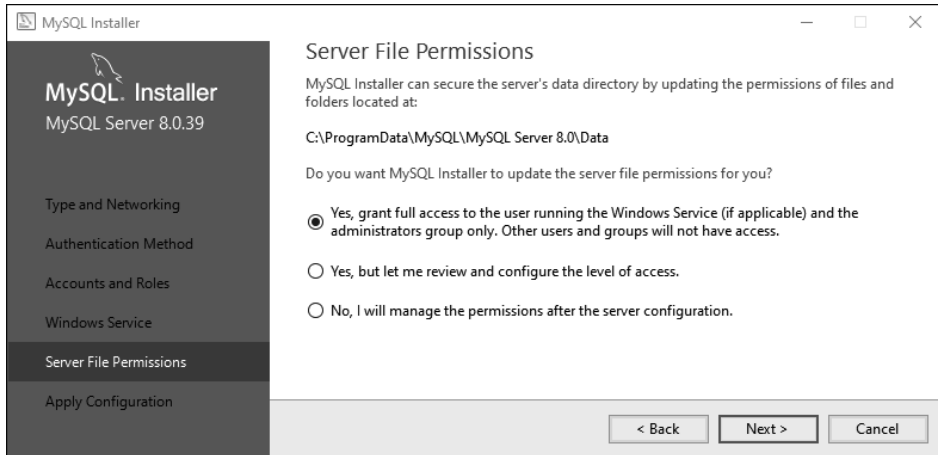 MySQL Installer
MySQL. Installer
MySQL Server 8.0.39
Type and Networking
Authentication Method
Accounts and Roles
Windows Service
Server File Permissions
Apply Configuration
Server File Permissions
MySQL Installer can secure the server's data directory by updating the permissions of files and
folders located at:
C:\ProgramData\MySQL\MySQL Server 8.0\Data
Do you want MySQL Installer to update the server file permissions for you?
Yes, grant full access to the user running the Windows Service (if applicable) and the
administrators group only. Other users and groups will not have access.
Yes, but let me review and configure the level of access.
No, I will manage the permissions after the server configuration.
< Back
Next >
Cancel